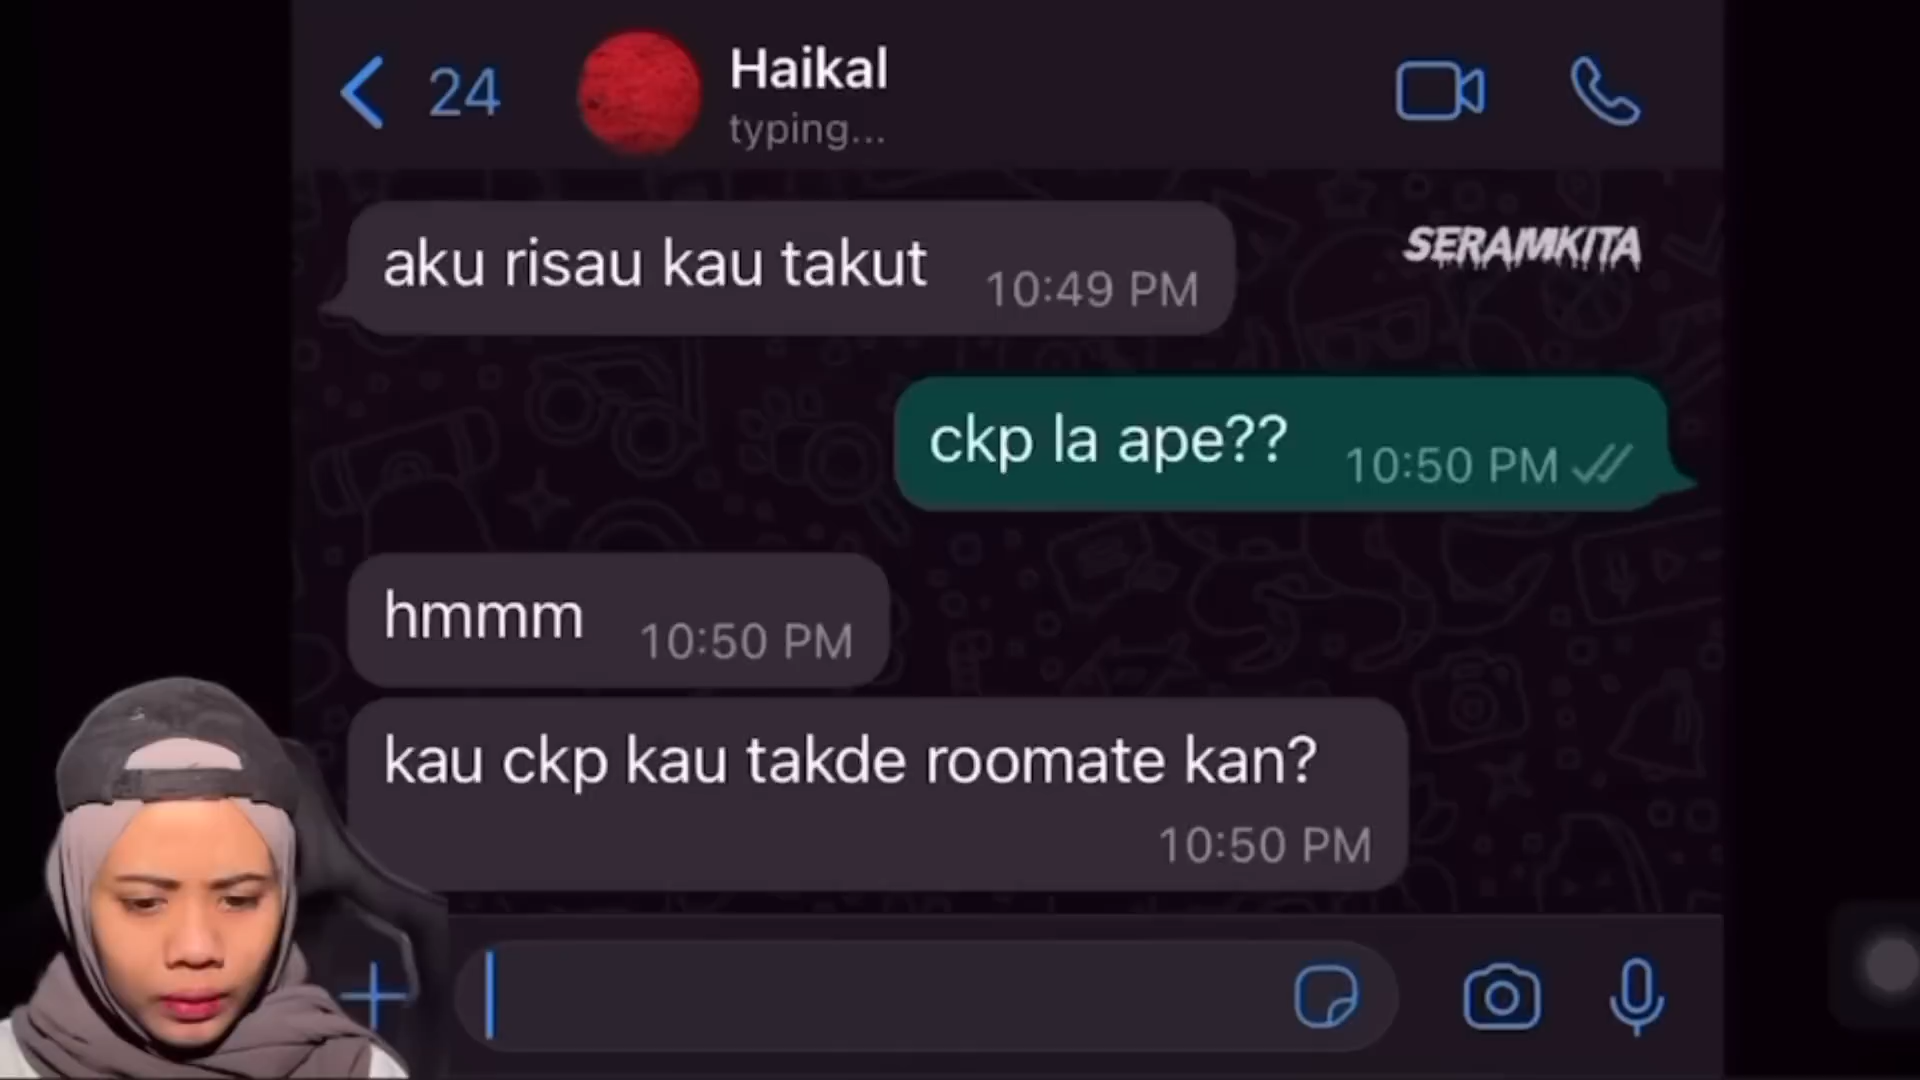 24
Haikal
typing...
aku risau kau takut
10:49 PM
SERAMKITA
ckp la ape??
10:50 PM
hmmm
10:50 PM
kau ckp kau takde roomate kan?
10:50 PM